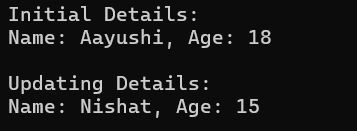 Initial Details:
Name: Aayushi, Age: 18
Updating Details:
Name: Nishat, Age: 15